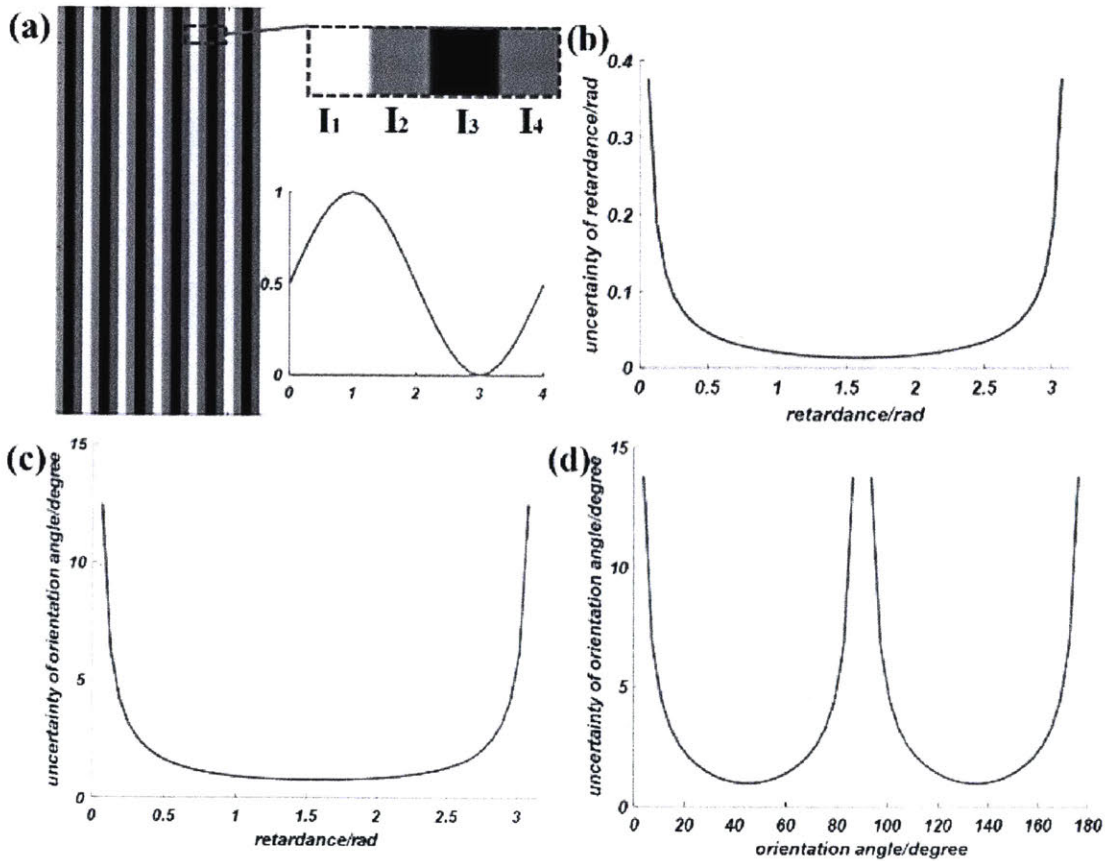 (a)
I1 I2 I3 I4
1
0.5
0
0 1 2 3 4
(b)
uncertainty of retardance/rad
0.4
0.3
0.2
0.1
0
0 0.5 1 1.5 2 2.5 3
retardance/rad
(c)
uncertainty of orientation angle/degree
15
10
5
0
0 0.5 1 1.5 2 2.5 3
retardance/rad
(d)
uncertainty of orientation angle/degree
15
10
5
0
0 20 40 60 80 100 120 140 160 180
orientation angle/degree